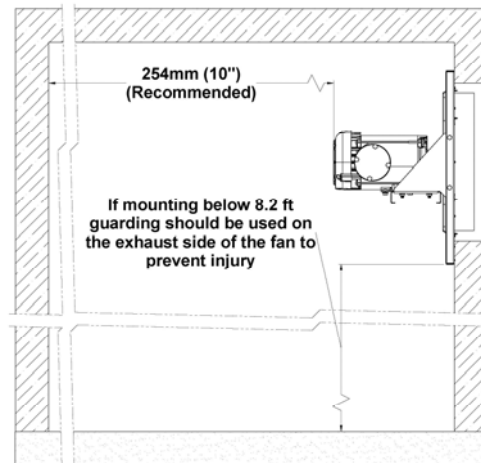 254mm (10")
(Recommended)
If mounting below 8.2 ft
guarding should be used on
the exhaust side of the fan to
prevent injury